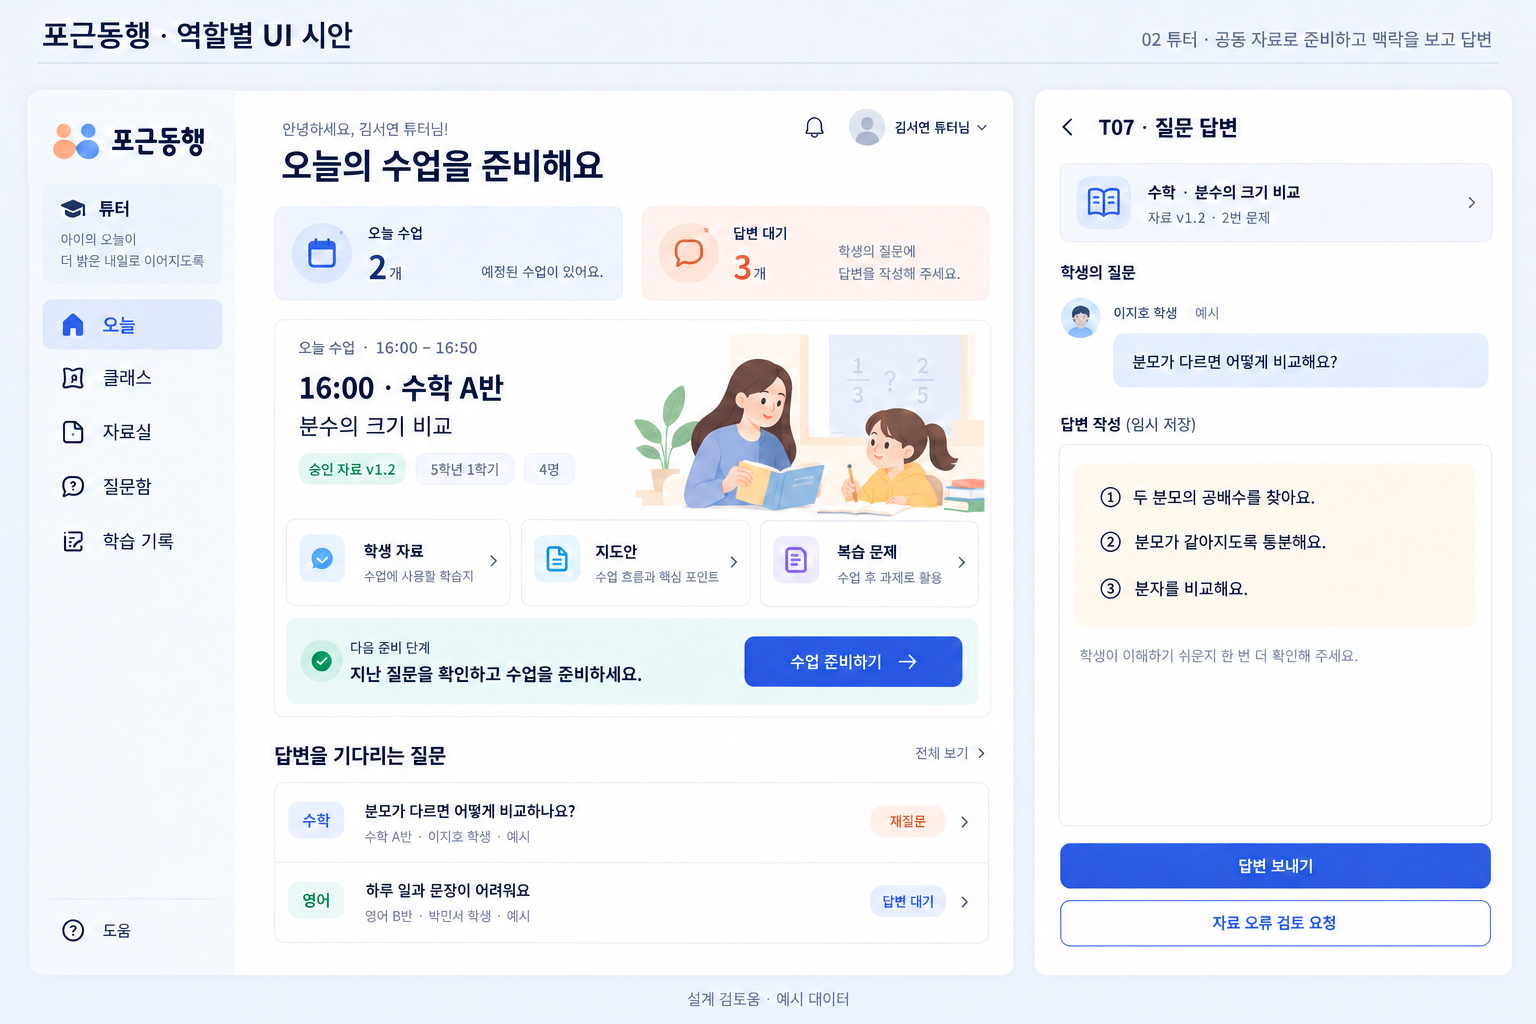 포근동행 · 역할별 UI 시안
02 튜터 · 공동 자료로 준비하고 맥락을 보고 답변
포근동행
튜터
아이의 오늘이
더 밝은 내일로 이어지도록
오늘
클래스
자료실
질문함
학습 기록
도움
안녕하세요, 김서연 튜터님!
김서연 튜터님
오늘의 수업을 준비해요
오늘 수업
2개
예정된 수업이 있어요.
답변 대기
3개
학생의 질문에
답변을 작성해 주세요.
오늘 수업 · 16:00 – 16:50
16:00 · 수학 A반
분수의 크기 비교
승인 자료 v1.2
5학년 1학기
4명
1/3 ? 2/5
학생 자료
수업에 사용할 학습지
지도안
수업 흐름과 핵심 포인트
복습 문제
수업 후 과제로 활용
다음 준비 단계
지난 질문을 확인하고 수업을 준비하세요.
수업 준비하기 →
답변을 기다리는 질문
전체 보기
수학
분모가 다르면 어떻게 비교하나요?
수학 A반 · 이지호 학생 · 예시
재질문
영어
하루 일과 문장이 어려워요
영어 B반 · 박민서 학생 · 예시
답변 대기
T07 · 질문 답변
수학 · 분수의 크기 비교
자료 v1.2 · 2번 문제
학생의 질문
이지호 학생 예시
분모가 다르면 어떻게 비교해요?
답변 작성 (임시 저장)
① 두 분모의 공배수를 찾아요.
② 분모가 같아지도록 통분해요.
③ 분자를 비교해요.
학생이 이해하기 쉬운지 한 번 더 확인해 주세요.
답변 보내기
자료 오류 검토 요청
설계 검토용 · 예시 데이터